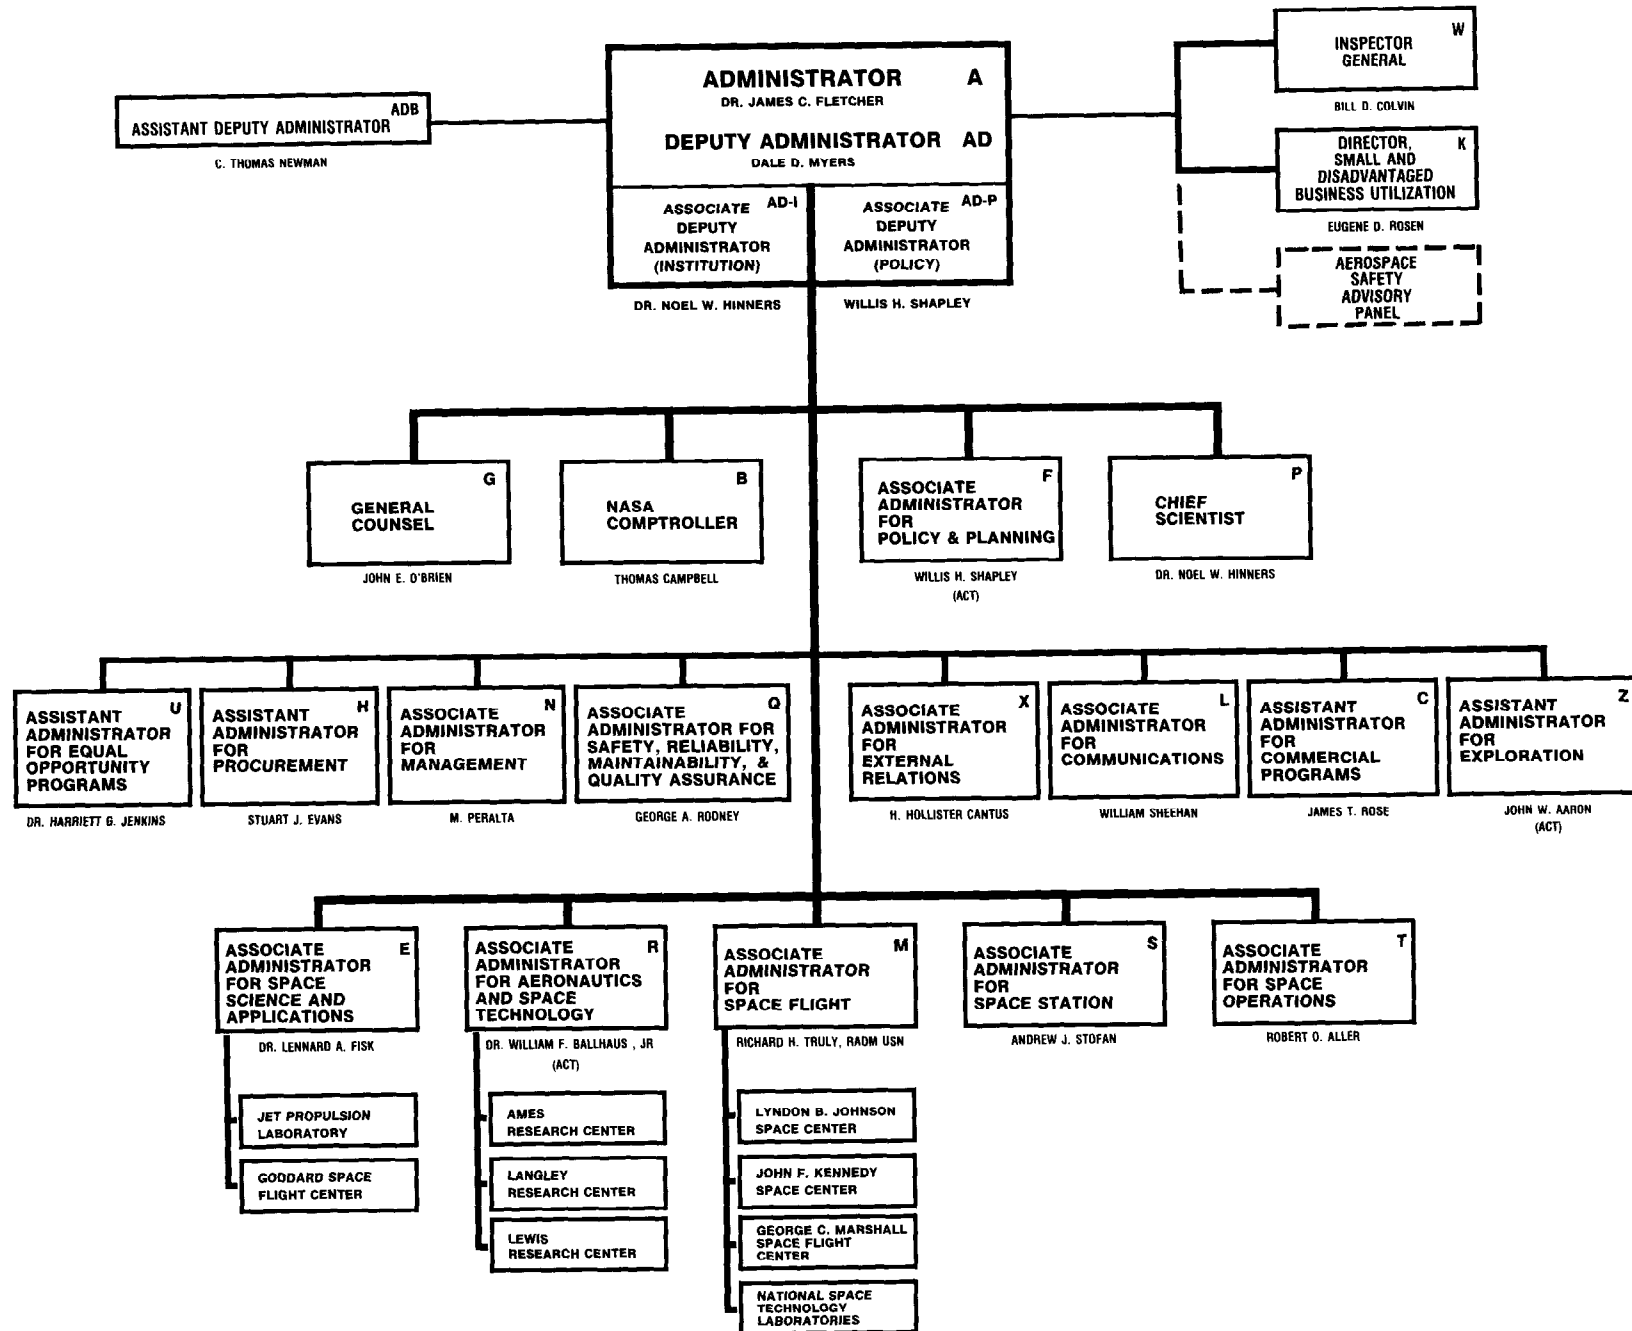 ADMINISTRATOR A
DR. JAMES C. FLETCHER
DEPUTY ADMINISTRATOR AD
DALE D. MYERS
ADB
ASSISTANT DEPUTY ADMINISTRATOR
C. THOMAS NEWMAN
W
INSPECTOR
GENERAL
BILL D. COLVIN
DIRECTOR, K
SMALL AND
DISADVANTAGED
BUSINESS UTILIZATION
EUGENE D. ROSEN
AEROSPACE
SAFETY
ADVISORY
PANEL
ASSOCIATE AD-I
DEPUTY
ADMINISTRATOR
(INSTITUTION)
DR. NOEL W. HINNERS
ASSOCIATE AD-P
DEPUTY
ADMINISTRATOR
(POLICY)
WILLIS H. SHAPLEY
G
GENERAL
COUNSEL
JOHN E. O'BRIEN
B
NASA
COMPTROLLER
THOMAS CAMPBELL
F
ASSOCIATE
ADMINISTRATOR
FOR
POLICY & PLANNING
WILLIS H. SHAPLEY
(ACT)
P
CHIEF
SCIENTIST
DR. NOEL W. HINNERS
U
ASSISTANT
ADMINISTRATOR
FOR EQUAL
OPPORTUNITY
PROGRAMS
DR. HARRIETT G. JENKINS
H
ASSISTANT
ADMINISTRATOR
FOR
PROCUREMENT
STUART J. EVANS
N
ASSOCIATE
ADMINISTRATOR
FOR
MANAGEMENT
M. PERALTA
Q
ASSOCIATE
ADMINISTRATOR FOR
SAFETY, RELIABILITY,
MAINTAINABILITY, &
QUALITY ASSURANCE
GEORGE A. RODNEY
X
ASSOCIATE
ADMINISTRATOR
FOR
EXTERNAL
RELATIONS
H. HOLLISTER CANTUS
L
ASSOCIATE
ADMINISTRATOR
FOR
COMMUNICATIONS
WILLIAM SHEEHAN
C
ASSISTANT
ADMINISTRATOR
FOR
COMMERCIAL
PROGRAMS
JAMES T. ROSE
Z
ASSISTANT
ADMINISTRATOR
FOR
EXPLORATION
JOHN W. AARON
(ACT)
ASSOCIATE E
ADMINISTRATOR
FOR SPACE
SCIENCE AND
APPLICATIONS
DR. LENNARD A. FISK
JET PROPULSION
LABORATORY
GODDARD SPACE
FLIGHT CENTER
ASSOCIATE R
ADMINISTRATOR
FOR AERONAUTICS
AND SPACE
TECHNOLOGY
DR. WILLIAM F. BALLHAUS , JR
(ACT)
AMES
RESEARCH CENTER
LANGLEY
RESEARCH CENTER
LEWIS
RESEARCH CENTER
M
ASSOCIATE
ADMINISTRATOR
FOR
SPACE FLIGHT
RICHARD H. TRULY, RADM USN
LYNDON B. JOHNSON
SPACE CENTER
JOHN F. KENNEDY
SPACE CENTER
GEORGE C. MARSHALL
SPACE FLIGHT
CENTER
NATIONAL SPACE
TECHNOLOGY
LABORATORIES
S
ASSOCIATE
ADMINISTRATOR
FOR
SPACE STATION
ANDREW J. STOFAN
T
ASSOCIATE
ADMINISTRATOR
FOR SPACE
OPERATIONS
ROBERT O. ALLER